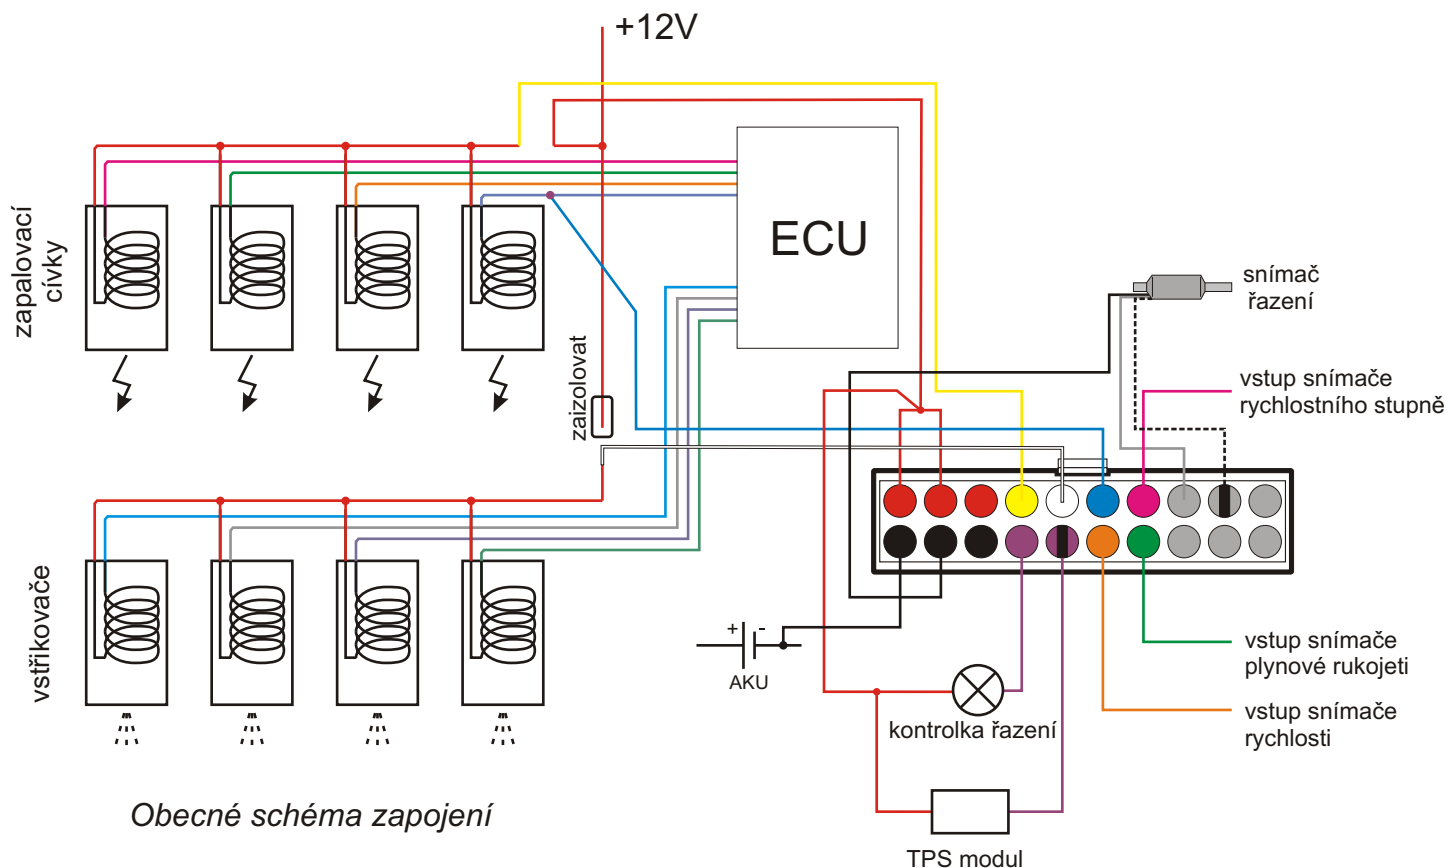 +12V
ECU
zapalovací
cívky
zaizolovat
snímač
řazení
vstup snímače
rychlostního stupně
vstřikovače
+ -
AKU
kontrolka řazení
vstup snímače
plynové rukojeti
vstup snímače
rychlosti
Obecné schéma zapojení
TPS modul